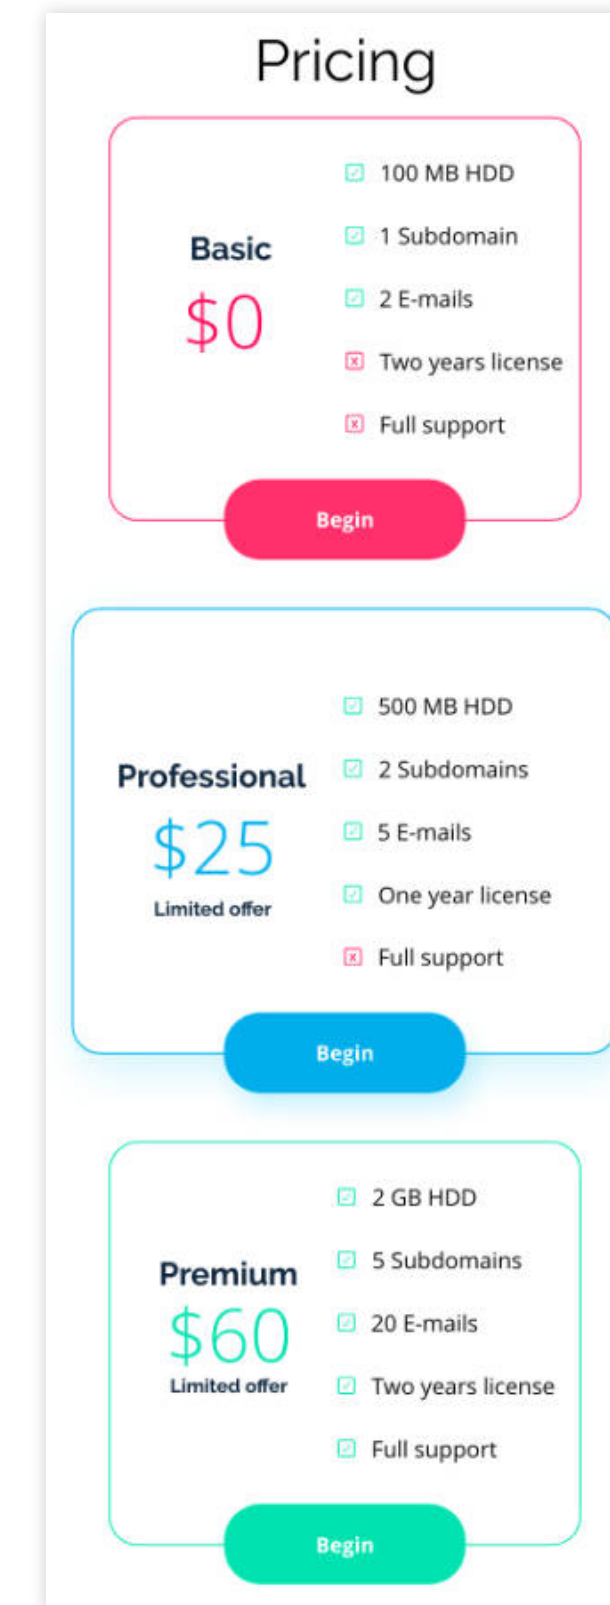 Pricing
Basic
$0
100 MB HDD
1 Subdomain
2 E-mails
Two years license
Full support
Begin
Professional
$25
Limited offer
500 MB HDD
2 Subdomains
5 E-mails
One year license
Full support
Begin
Premium
$60
Limited offer
2 GB HDD
5 Subdomains
20 E-mails
Two years license
Full support
Begin